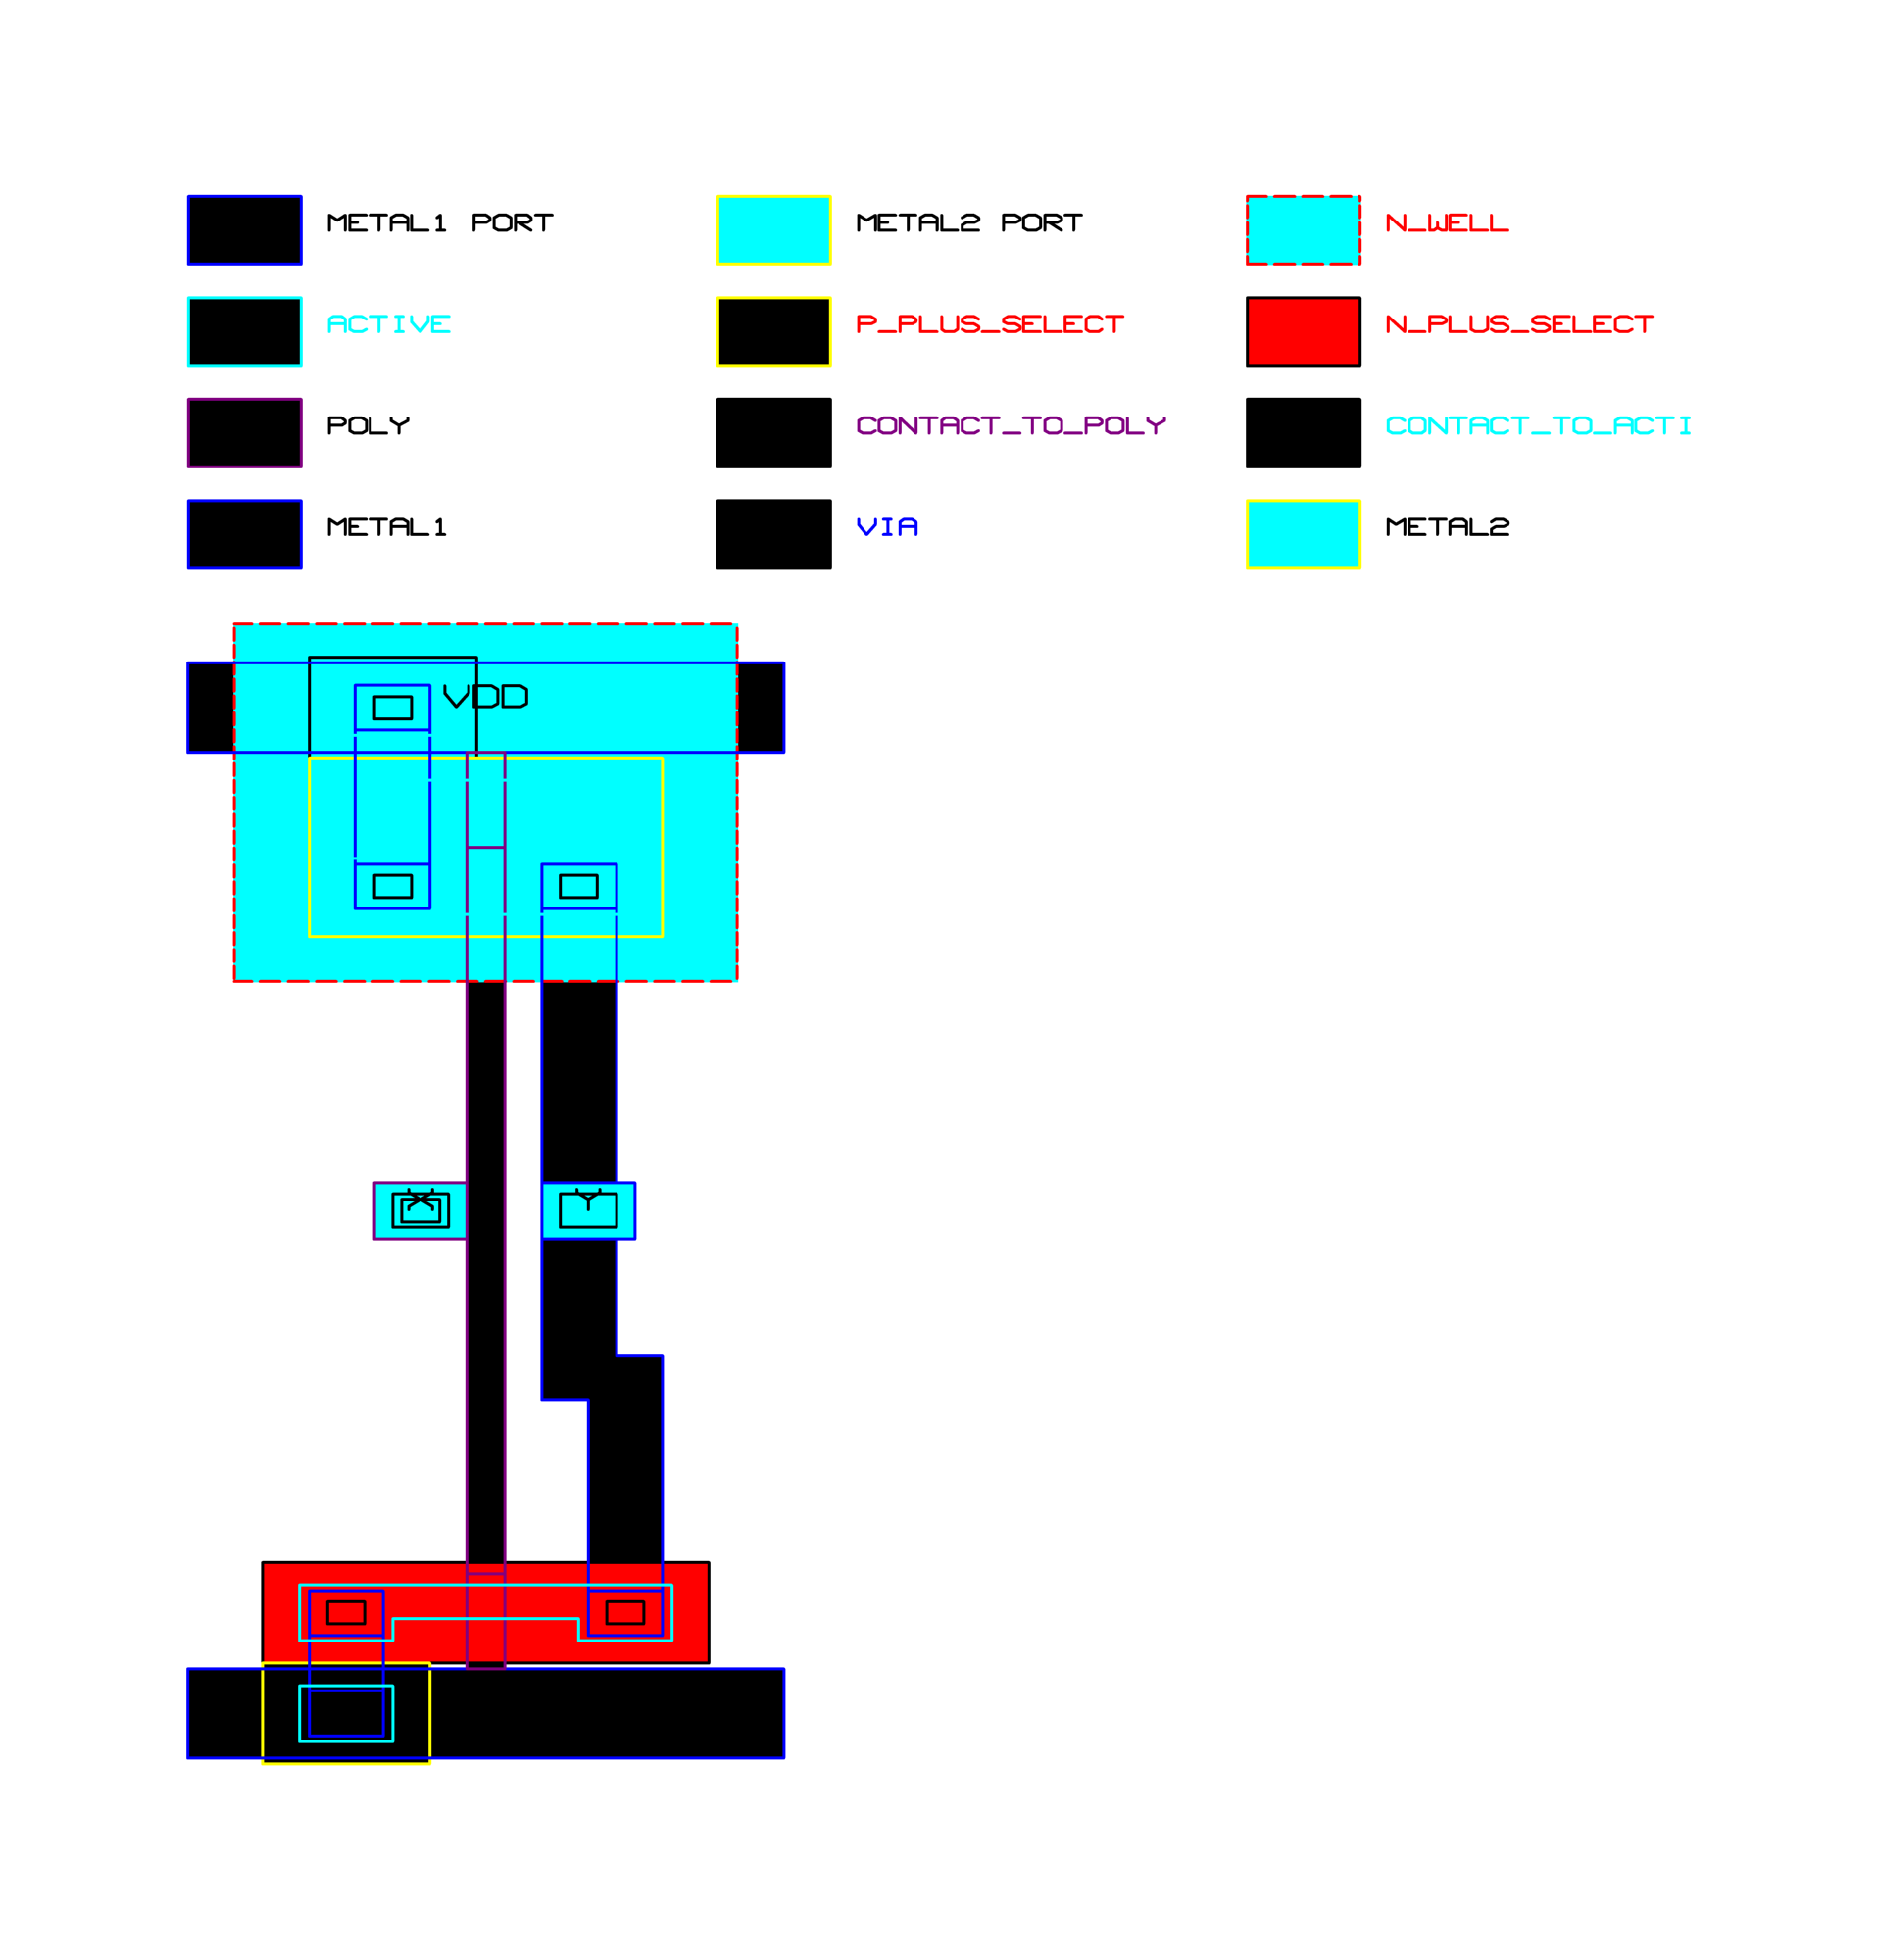 METAL1 PORT METAL2 PORT N_WELL
ACTIVE P_PLUS_SELECT N_PLUS_SELECT
POLY CONTACT_TO_POLY CONTACT_TO_ACTI
METAL1 VIA METAL2
VDD
X Y